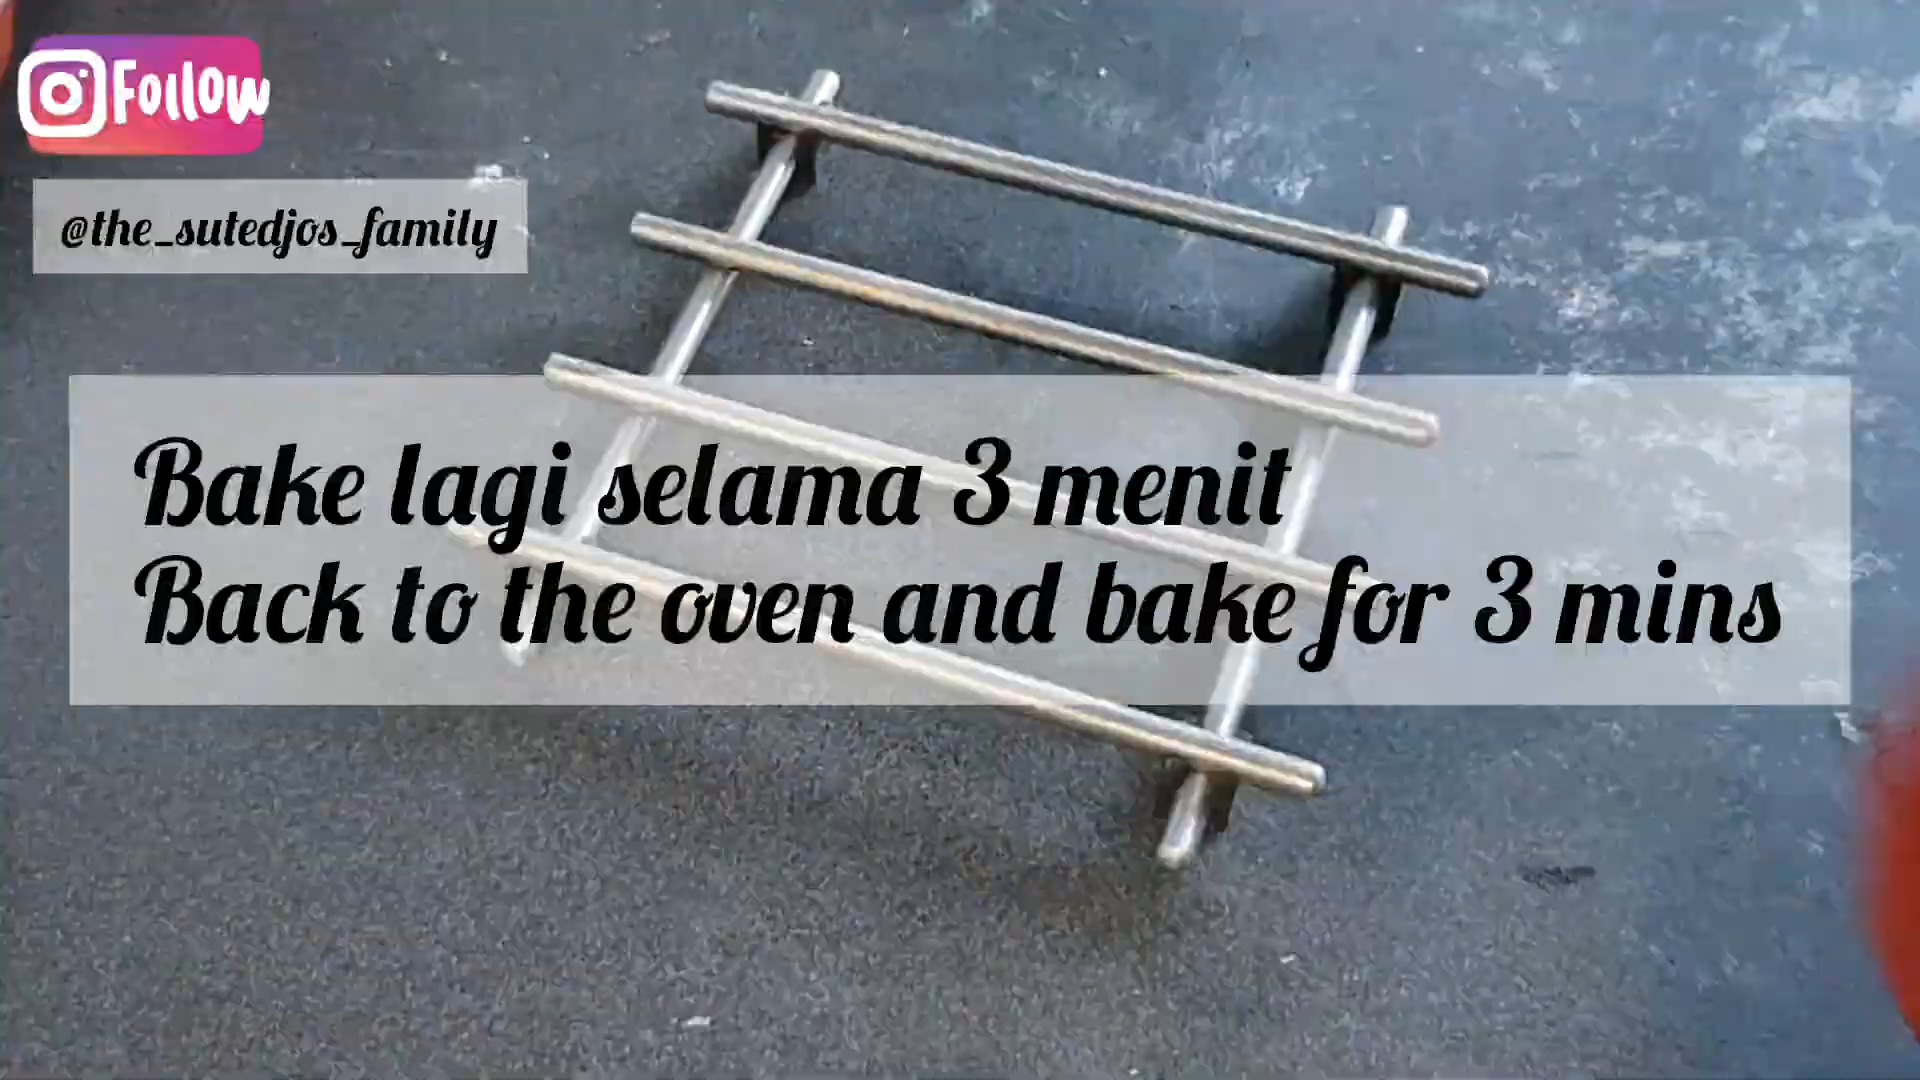 Follow
@the_sutedjos_family
Bake lagi selama 3 menit
Back to the oven and bake for 3 mins